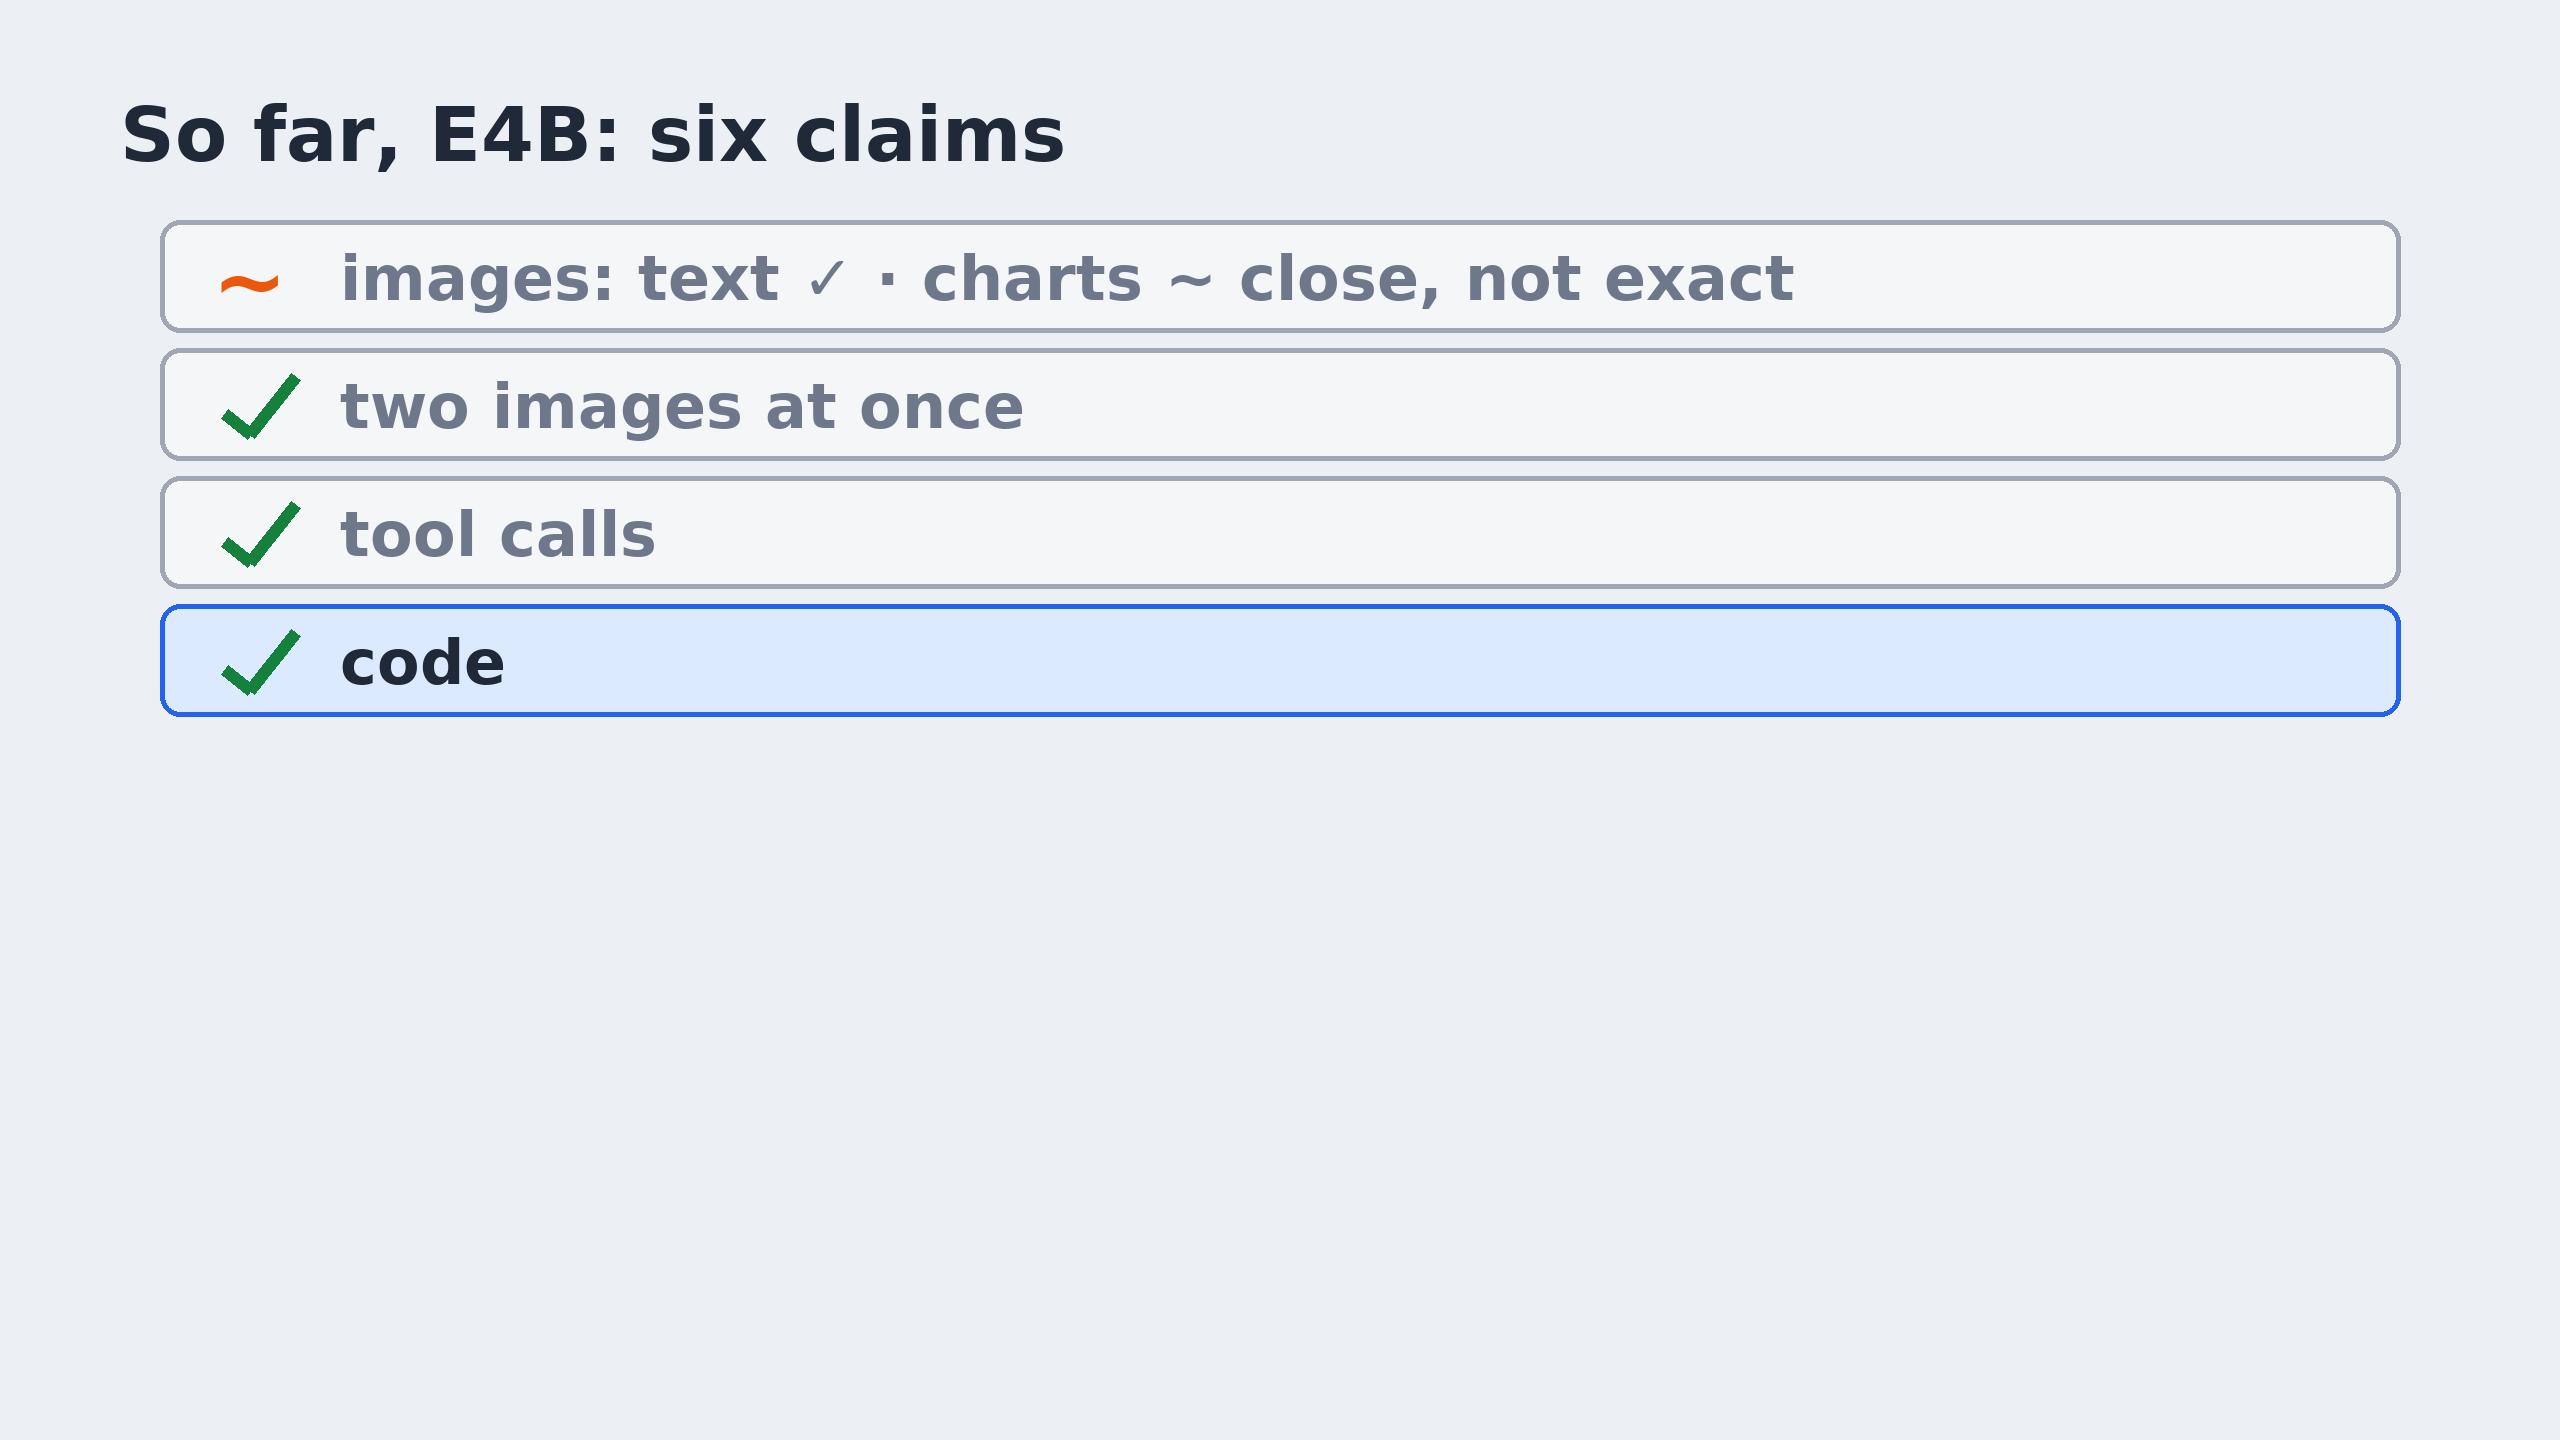 So far, E4B: six claims
~ images: text ✓ · charts ~ close, not exact
✓ two images at once
✓ tool calls
✓ code